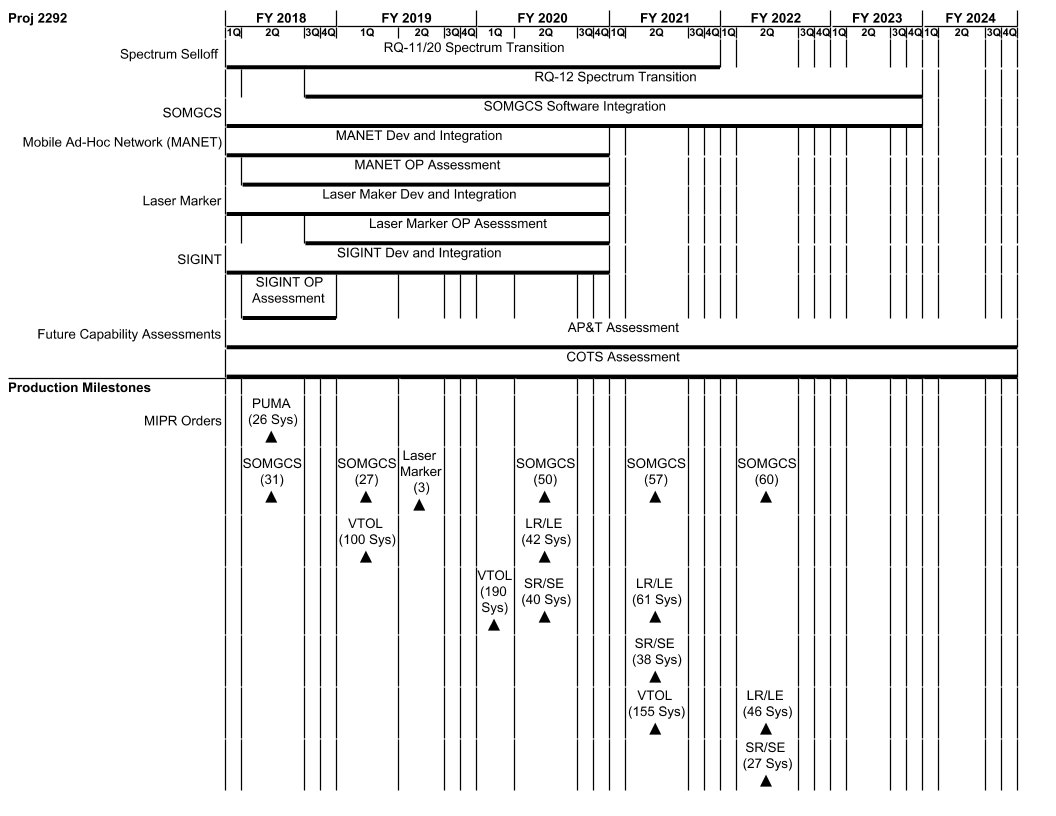 Proj 2292
FY 2018 FY 2019 FY 2020 FY 2021 FY 2022 FY 2023 FY 2024
1Q 2Q 3Q 4Q 1Q 2Q 3Q 4Q 1Q 2Q 3Q 4Q 1Q 2Q 3Q 4Q 1Q 2Q 3Q 4Q 1Q 2Q 3Q 4Q 1Q 2Q 3Q 4Q
Spectrum Selloff
RQ-11/20 Spectrum Transition
RQ-12 Spectrum Transition
SOMGCS
SOMGCS Software Integration
Mobile Ad-Hoc Network (MANET)
MANET Dev and Integration
MANET OP Assessment
Laser Marker
Laser Maker Dev and Integration
Laser Marker OP Asesssment
SIGINT
SIGINT Dev and Integration
SIGINT OP
Assessment
Future Capability Assessments
AP&T Assessment
COTS Assessment
Production Milestones
MIPR Orders
PUMA
(26 Sys)
SOMGCS
(31)
SOMGCS
(27)
Laser
Marker
(3)
SOMGCS
(50)
SOMGCS
(57)
SOMGCS
(60)
VTOL
(100 Sys)
LR/LE
(42 Sys)
VTOL
(190
Sys)
SR/SE
(40 Sys)
LR/LE
(61 Sys)
SR/SE
(38 Sys)
VTOL
(155 Sys)
LR/LE
(46 Sys)
SR/SE
(27 Sys)